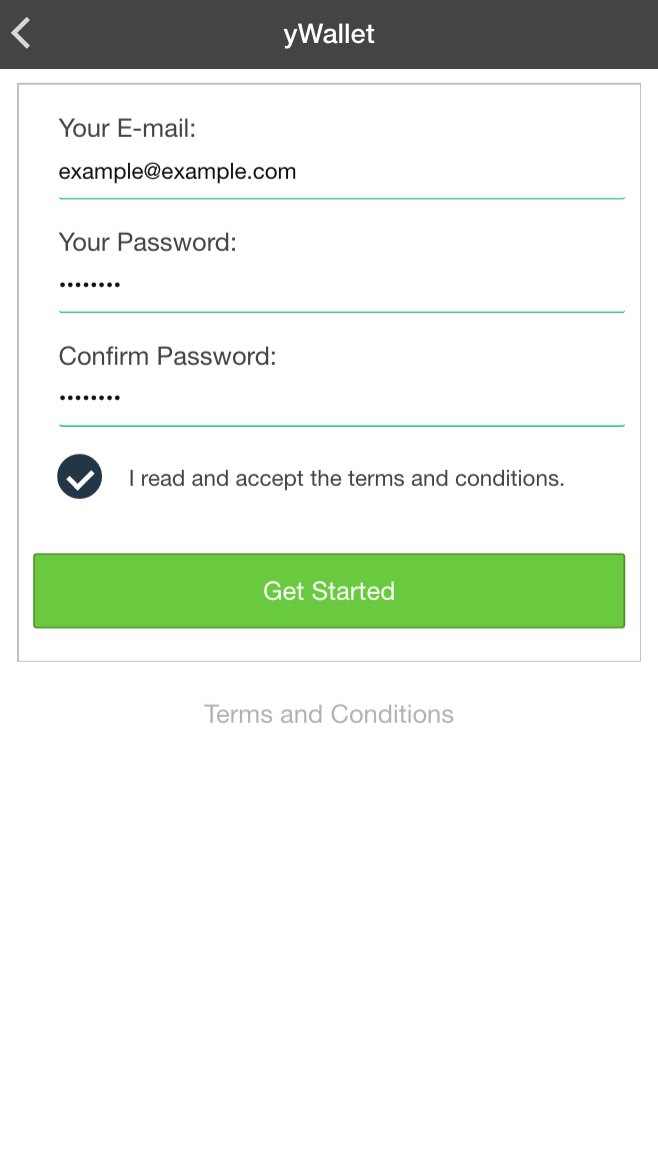 yWallet
Your E-mail:
example@example.com
Your Password:
••••••••
Confirm Password:
••••••••
I read and accept the terms and conditions.
Get Started
Terms and Conditions